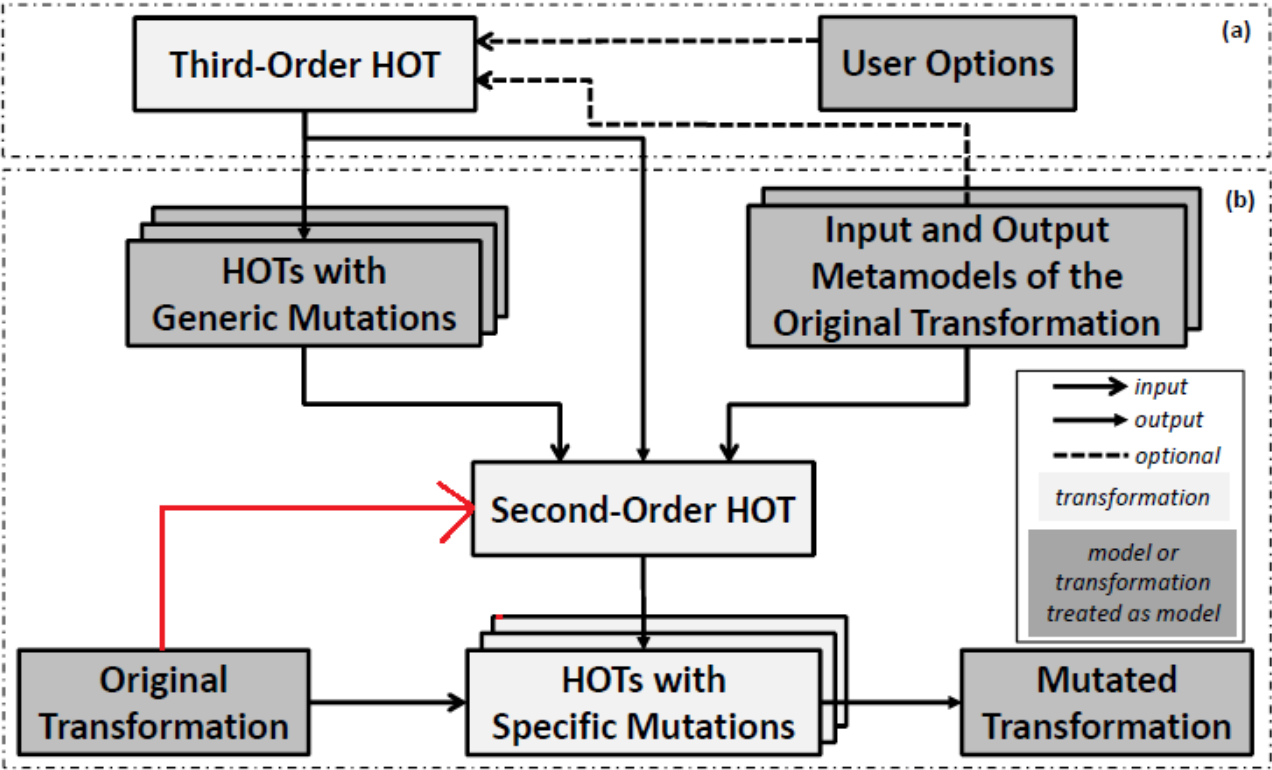 Third-Order HOT
User Options
(a)
(b)
HOTs with
Generic Mutations
Input and Output
Metamodels of the
Original Transformation
input
output
optional
transformation
model or
transformation
treated as model
Second-Order HOT
Original
Transformation
HOTs with
Specific Mutations
Mutated
Transformation